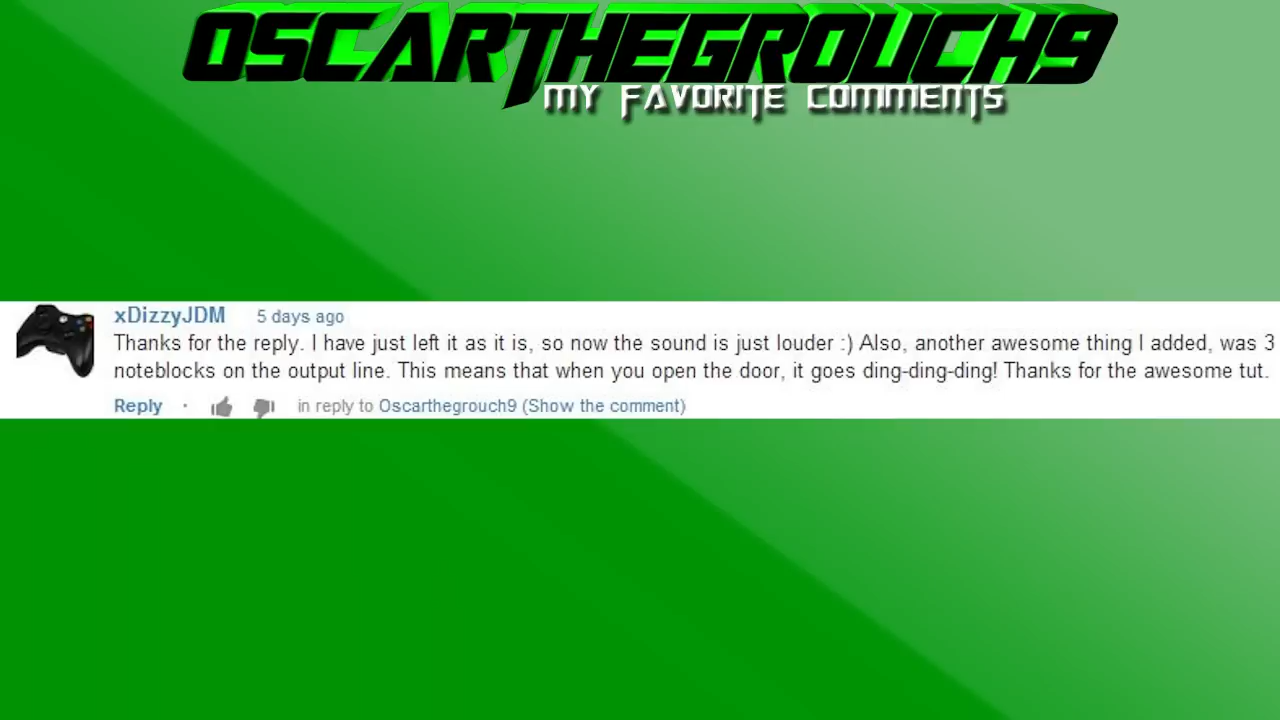 OSCARTHEGROUCH9
MY FAVORITE COMMENTS
xDizzyJDM 5 days ago
Thanks for the reply. I have just left it as it is, so now the sound is just louder :) Also, another awesome thing I added, was 3
noteblocks on the output line. This means that when you open the door, it goes ding-ding-ding! Thanks for the awesome tut.
Reply · in reply to Oscarthegrouch9 (Show the comment)